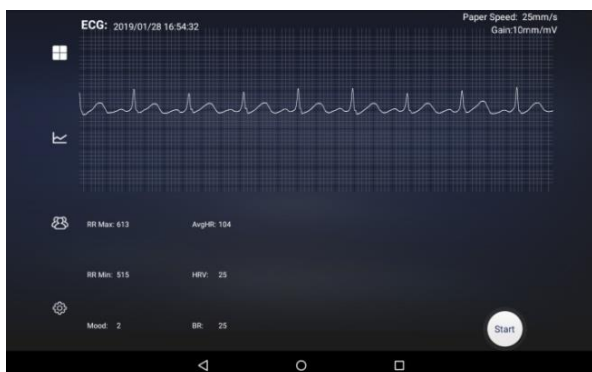 ECG: 2019/01/28 16:54:32
Paper Speed: 25mm/s
Gain:10mm/mV
RR Max: 613
AvgHR: 104
RR Min: 515
HRV: 25
Mood: 2
BR: 25
Start